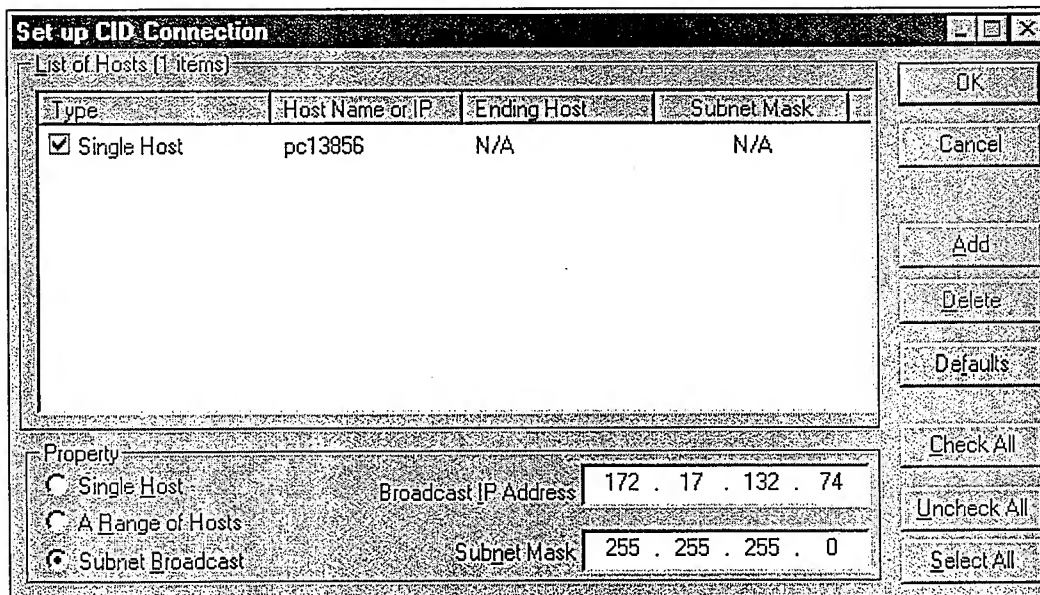 Set up CID Connection
List of Hosts (1 items)
Type Host Name or IP Ending Host Subnet Mask
Single Host pc13856 N/A N/A
OK
Cancel
Add
Delete
Defaults
Check All
Uncheck All
Select All
Property
Single Host
A Range of Hosts
Subnet Broadcast
Broadcast IP Address 172 . 17 . 132 . 74
Subnet Mask 255 . 255 . 255 . 0